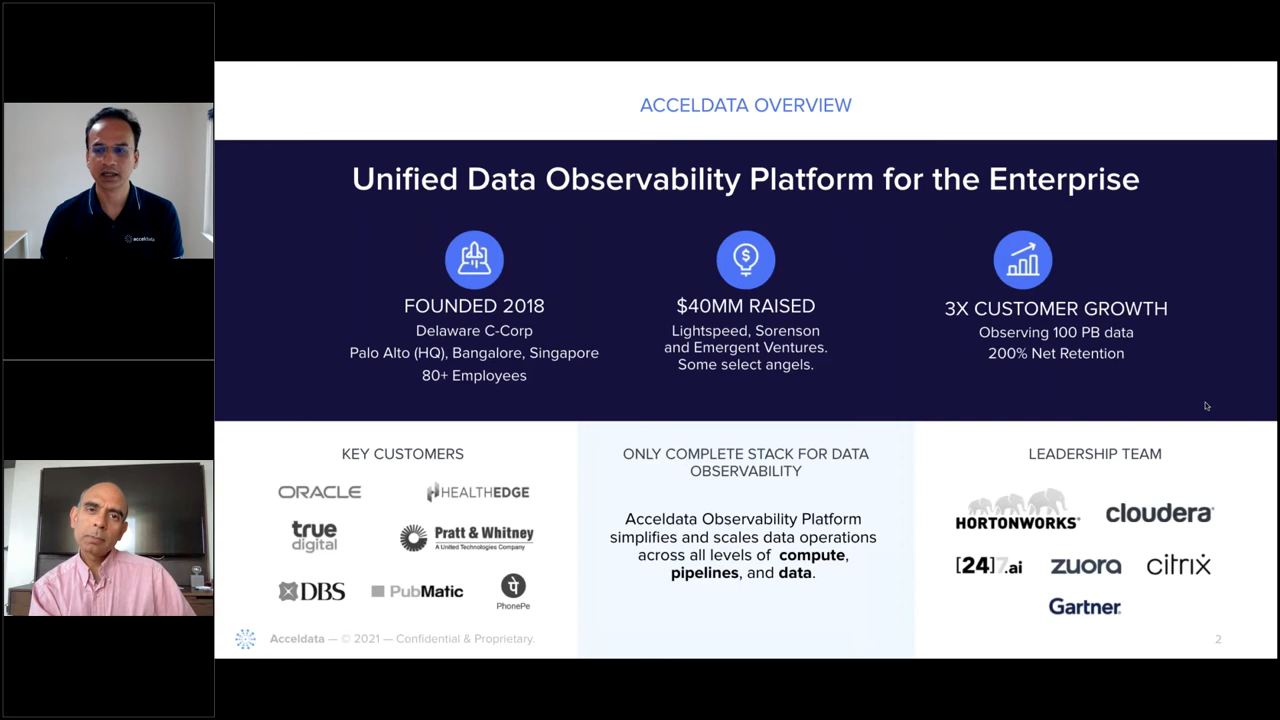 ACCELDATA OVERVIEW
Unified Data Observability Platform for the Enterprise
FOUNDED 2018
Delaware C-Corp
Palo Alto (HQ), Bangalore, Singapore
80+ Employees
$40MM RAISED
Lightspeed, Sorenson
and Emergent Ventures.
Some select angels.
3X CUSTOMER GROWTH
Observing 100 PB data
200% Net Retention
KEY CUSTOMERS
ORACLE
HEALTHEDGE
true
digital
Pratt & Whitney
A United Technologies Company
DBS
PubMatic
PhonePe
ONLY COMPLETE STACK FOR DATA
OBSERVABILITY
Acceldata Observability Platform
simplifies and scales data operations
across all levels of compute,
pipelines, and data.
LEADERSHIP TEAM
HORTONWORKS
cloudera
[24]7.ai
zuora
citrix
Gartner
Acceldata — © 2021 — Confidential & Proprietary.
2
acceldata